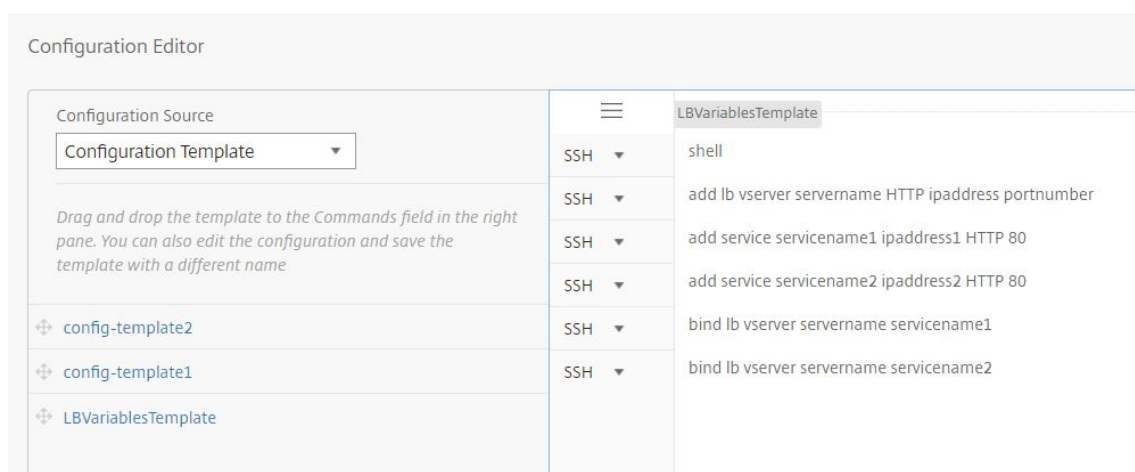 Configuration Editor
Configuration Source
Configuration Template
Drag and drop the template to the Commands field in the right
pane. You can also edit the configuration and save the
template with a different name
config-template2
config-template1
LBVariablesTemplate
LBVariablesTemplate
SSH shell
SSH add lb vserver servername HTTP ipaddress portnumber
SSH add service servicename1 ipaddress1 HTTP 80
SSH add service servicename2 ipaddress2 HTTP 80
SSH bind lb vserver servername servicename1
SSH bind lb vserver servername servicename2